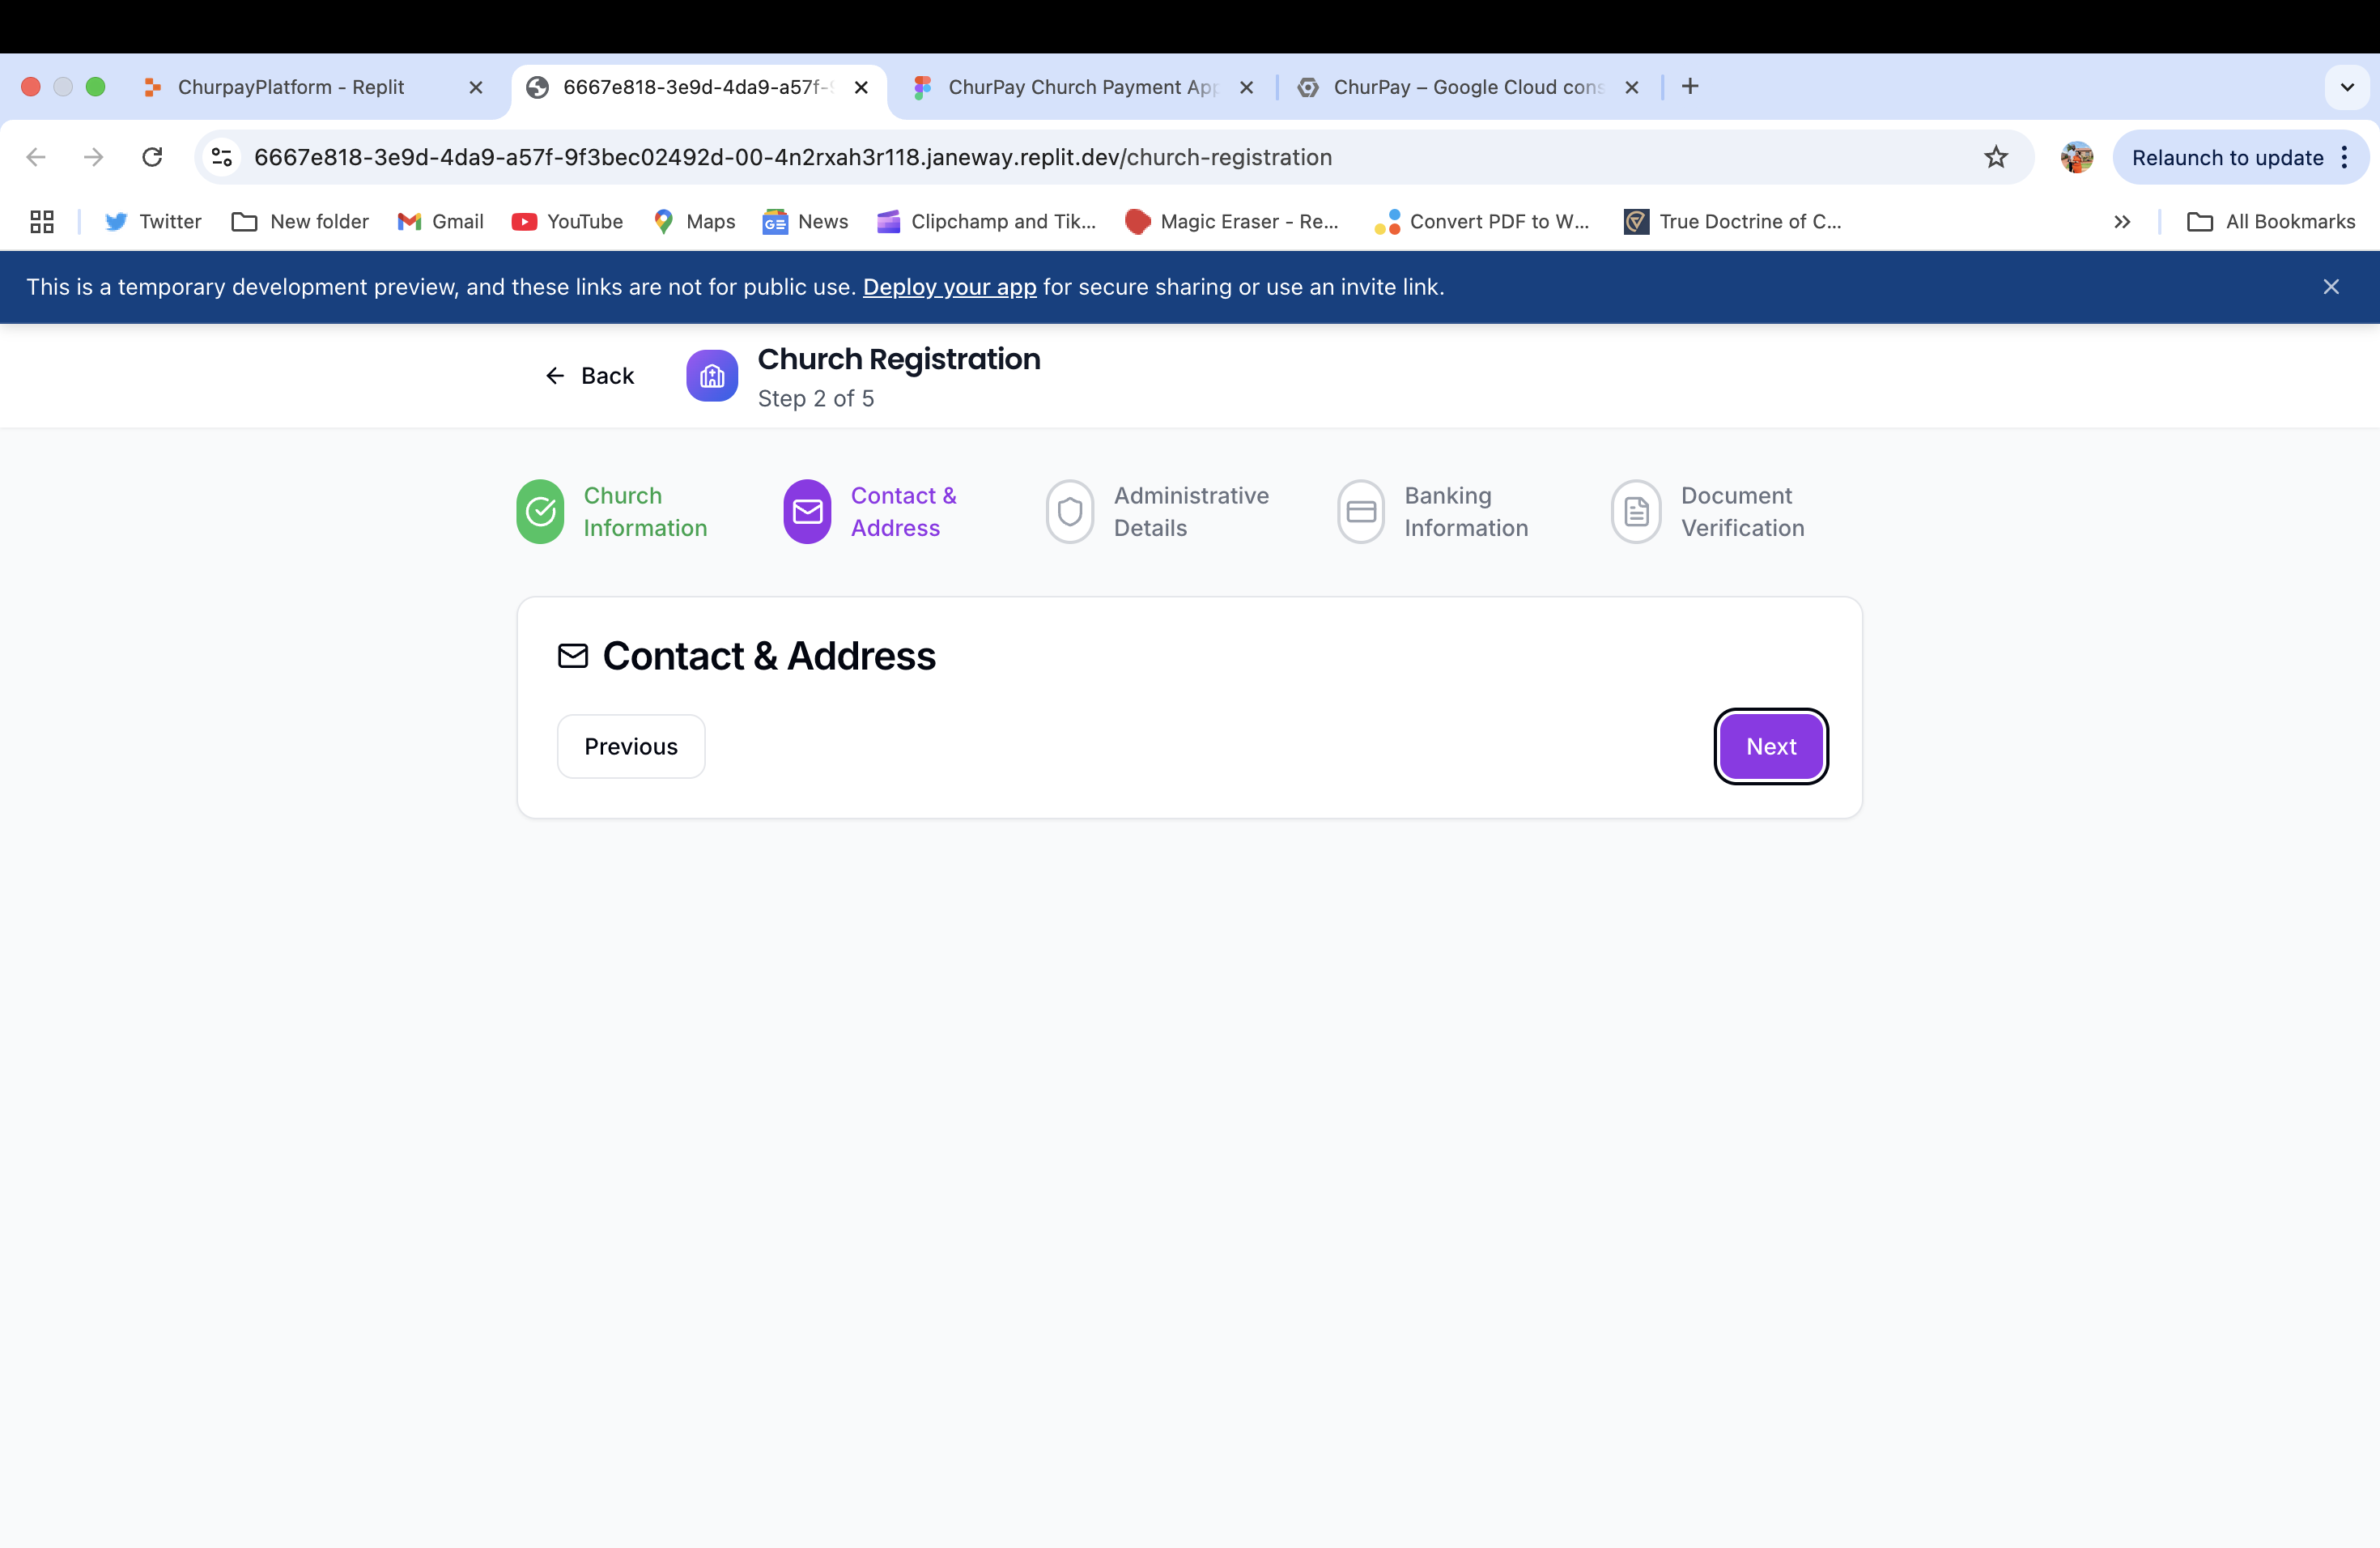 ChurpayPlatform - Replit
6667e818-3e9d-4da9-a57f-
ChurPay Church Payment App
ChurPay – Google Cloud cons
6667e818-3e9d-4da9-a57f-9f3bec02492d-00-4n2rxah3r118.janeway.replit.dev/church-registration
Relaunch to update
Twitter
New folder
Gmail
YouTube
Maps
News
Clipchamp and Tik...
Magic Eraser - Re...
Convert PDF to W...
True Doctrine of C...
All Bookmarks
This is a temporary development preview, and these links are not for public use. Deploy your app for secure sharing or use an invite link.
Back
Church Registration
Step 2 of 5
Church
Information
Contact &
Address
Administrative
Details
Banking
Information
Document
Verification
Contact & Address
Previous
Next